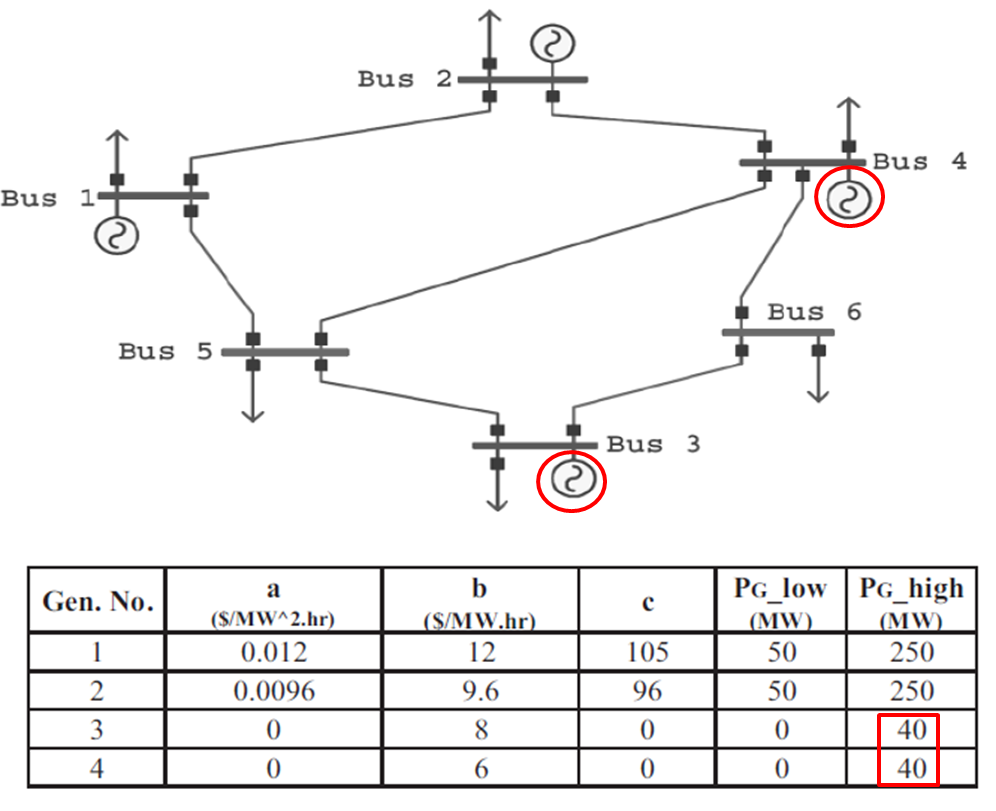 Bus 2
Bus 4
Bus 1
Bus 6
Bus 5
Bus 3
Gen. No. a ($/MW^2.hr) b ($/MW.hr) c PG_low (MW) PG_high (MW)
1 0.012 12 105 50 250
2 0.0096 9.6 96 50 250
3 0 8 0 0 40
4 0 6 0 0 40